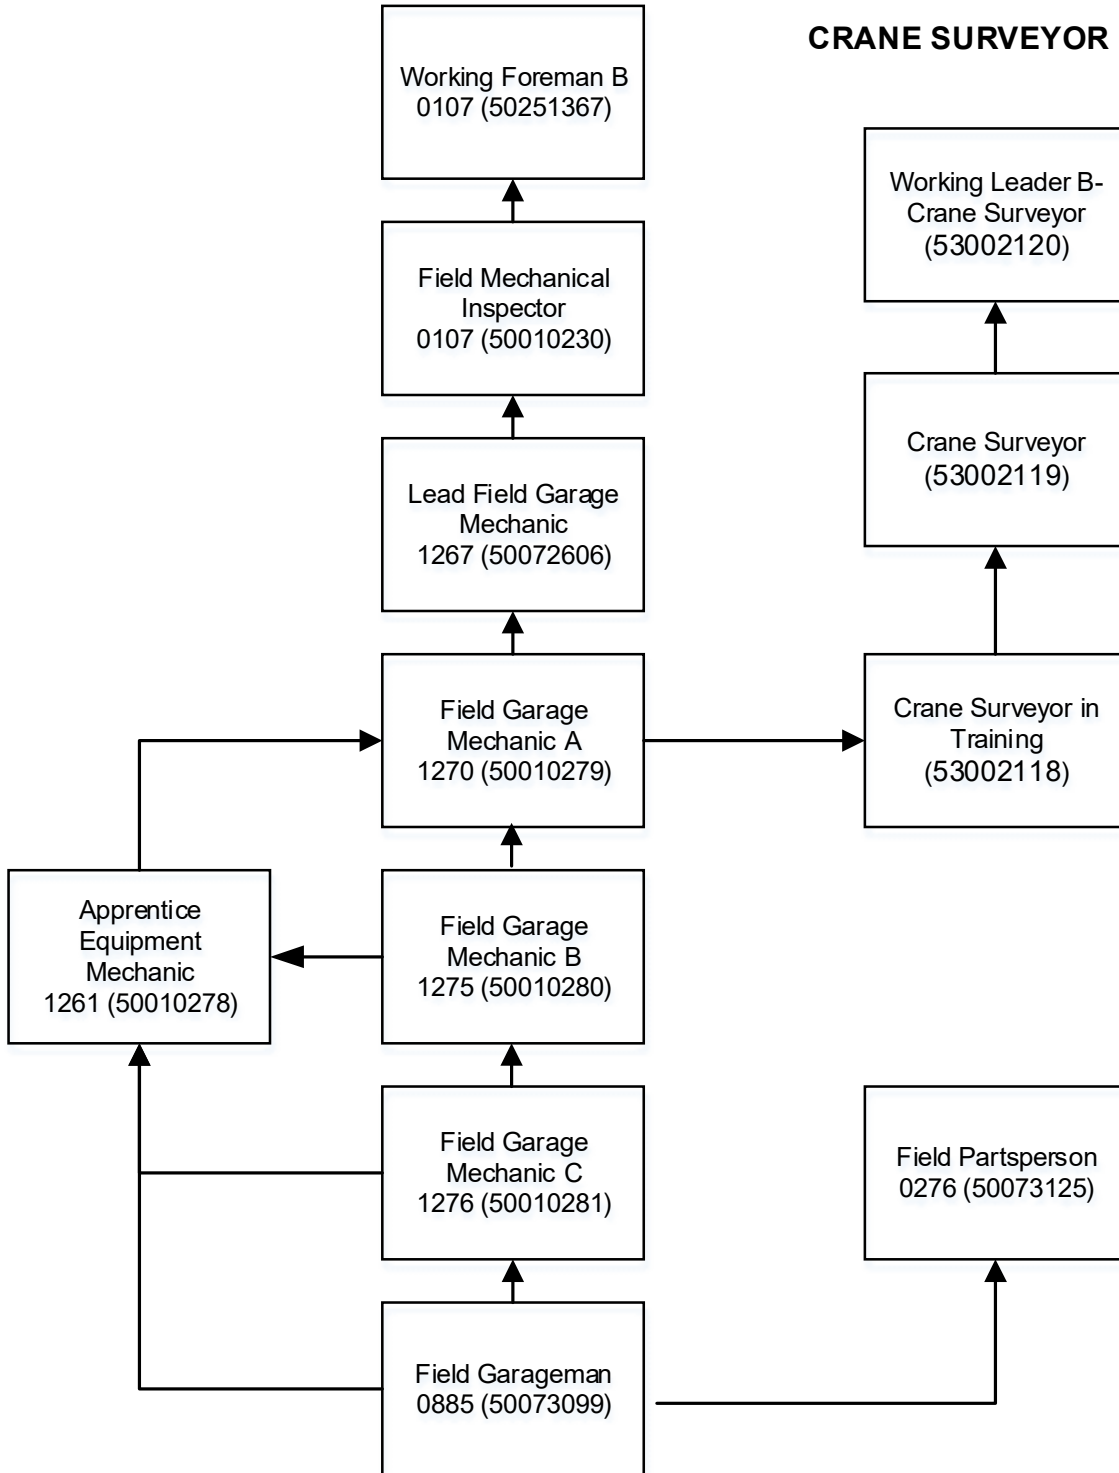 CRANE SURVEYOR
Working Foreman B
0107 (50251367)
Working Leader B-
Crane Surveyor
(53002120)
Field Mechanical
Inspector
0107 (50010230)
Crane Surveyor
(53002119)
Lead Field Garage
Mechanic
1267 (50072606)
Field Garage
Mechanic A
1270 (50010279)
Crane Surveyor in
Training
(53002118)
Apprentice
Equipment
Mechanic
1261 (50010278)
Field Garage
Mechanic B
1275 (50010280)
Field Garage
Mechanic C
1276 (50010281)
Field Partsperson
0276 (50073125)
Field Garageman
0885 (50073099)